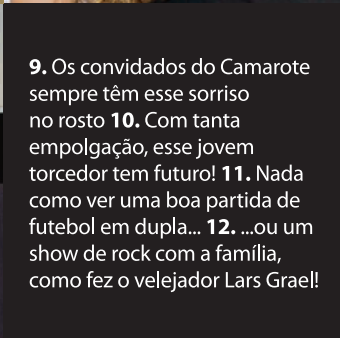 9. Os convidados do Camarote
sempre têm esse sorriso
no rosto 10. Com tanta
empolgação, esse jovem
torcedor tem futuro! 11. Nada
como ver uma boa partida de
futebol em dupla... 12. ...ou um
show de rock com a família,
como fez o velejador Lars Grael!